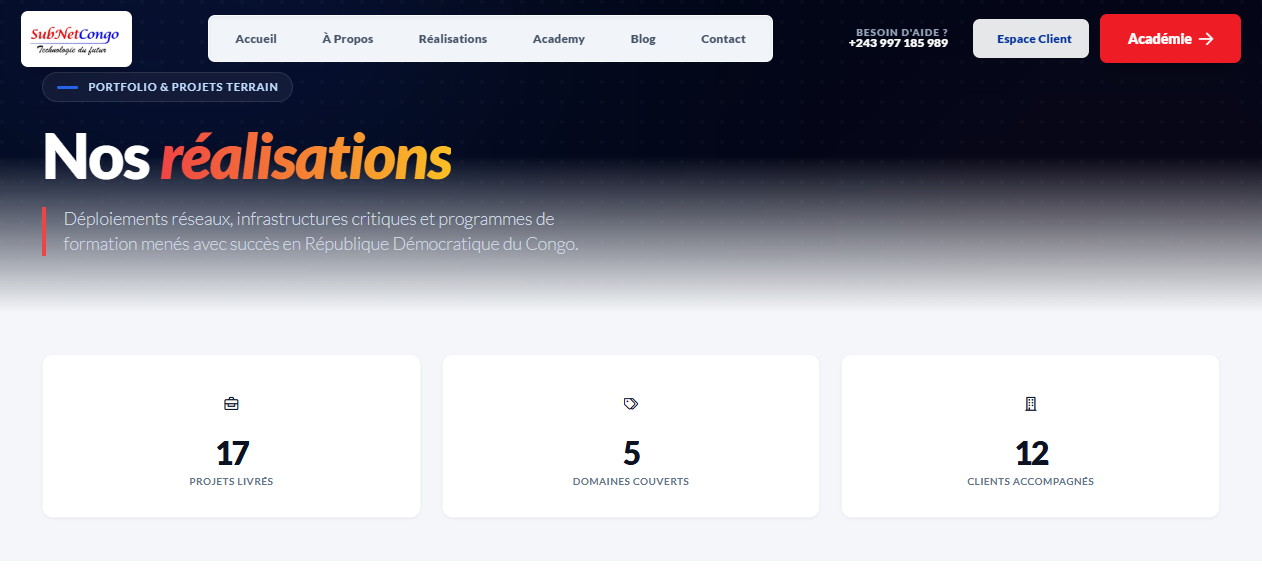 SubNetCongo
Technologie du futur
Accueil
À Propos
Réalisations
Academy
Blog
Contact
BESOIN D'AIDE ?
+243 997 185 989
Espace Client
Académie →
PORTFOLIO & PROJETS TERRAIN
Nos réalisations
Déploiements réseaux, infrastructures critiques et programmes de
formation menés avec succès en République Démocratique du Congo.
17
PROJETS LIVRÉS
5
DOMAINES COUVERTS
12
CLIENTS ACCOMPAGNÉS